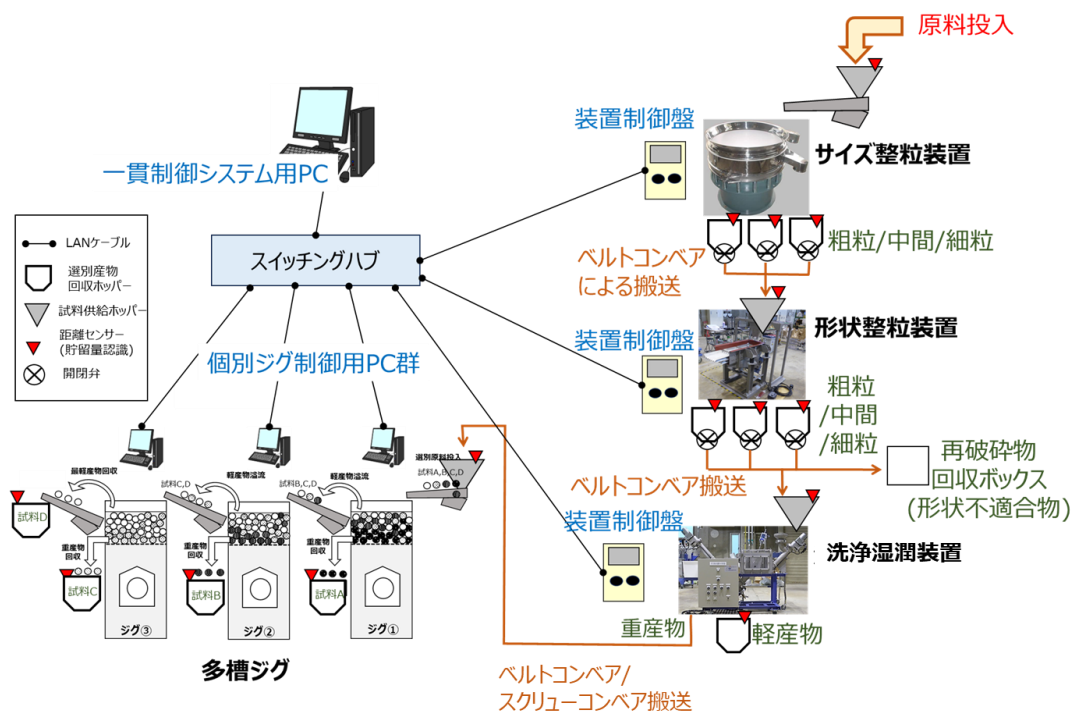 原料投入
装置制御盤
サイズ整粒装置
一貫制御システム用PC
LANケーブル
選別産物
回収ホッパー
試料供給ホッパー
距離センサー
(貯留量認識)
開閉弁
スイッチングハブ
粗粒/中間/細粒
ベルトコンベア
による搬送
装置制御盤
形状整粒装置
個別ジグ制御用PC群
粗粒
/中間
/細粒
再破砕物
回収ボックス
(形状不適合物)
ベルトコンベア搬送
装置制御盤
洗浄湿潤装置
最軽産物回収
軽産物溢流
軽産物溢流
選別原料投入
試料C,D
試料B,C,D
試料A,B,C,D
試料D
重産物
回収
重産物
回収
重産物
回収
試料C
試料B
試料A
ジグ③
ジグ②
ジグ①
多槽ジグ
重産物
軽産物
ベルトコンベア/
スクリューコンベア搬送